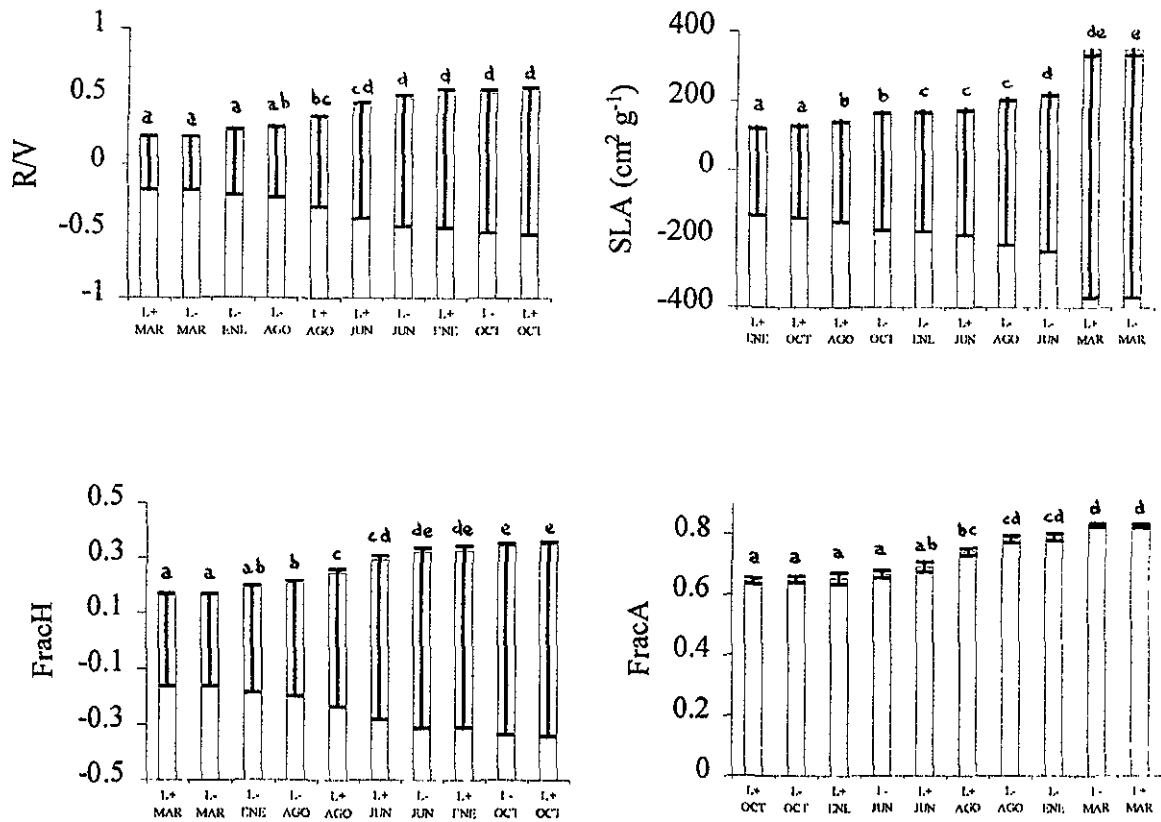 1
0.5
0
-0.5
-1
R/V
a a a ab bc cd d d d d
L+ L- L- L- L+ L+ L- L+ L- L+
MAR MAR ENE AGO AGO JUN JUN ENE OCT OCT
400
200
0
-200
-400
SLA (cm² g⁻¹)
a a b b c c c d de e
L+ L+ L+ L- L- L+ L- L- L+ L-
ENE OCT AGO OCT ENE JUN AGO JUN MAR MAR
0.5
0.3
0.1
-0.1
-0.3
-0.5
FracH
a a ab b c cd de de e e
L+ L- L- L- L+ L+ L- L+ L- L+
MAR MAR ENE AGO AGO JUN JUN ENE OCT OCT
0.8
0.6
0.4
0.2
0
FracA
a a a a ab bc cd cd d d
L+ L- L+ L- L+ L+ L- L- L- L+
OCT OCT ENE JUN JUN AGO AGO ENE MAR MAR